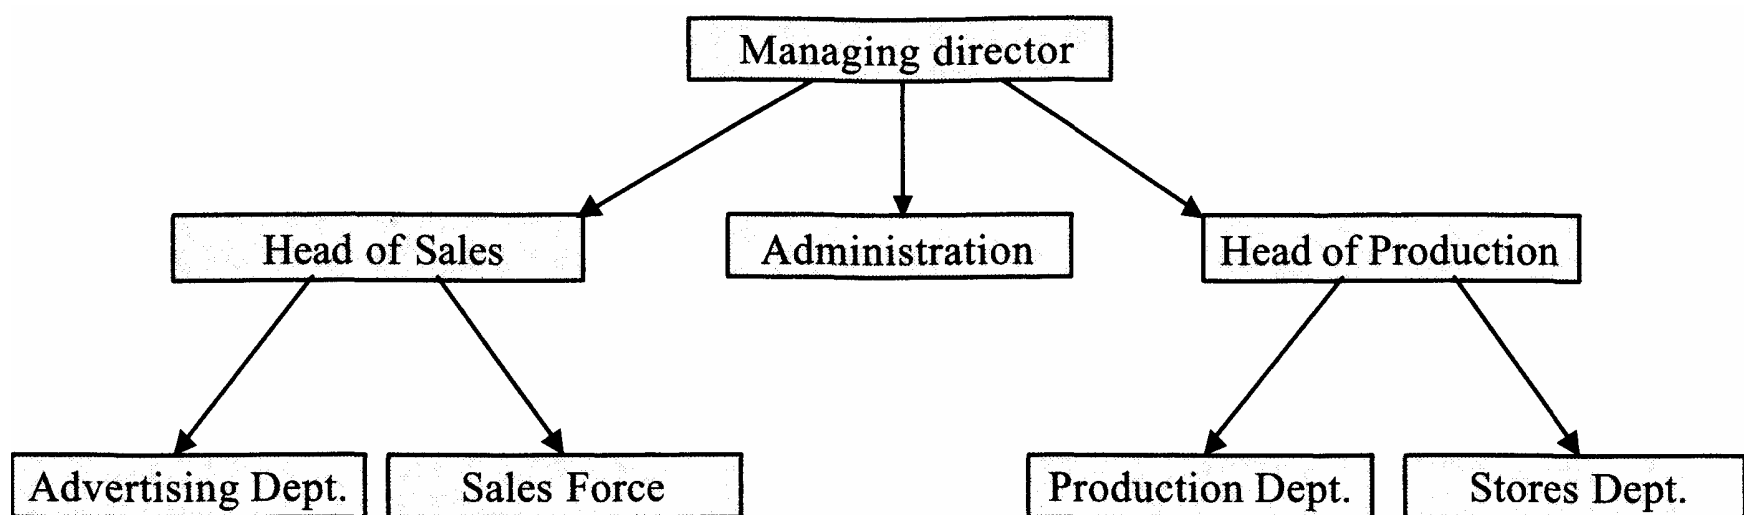 Managing director
Head of Sales
Administration
Head of Production
Advertising Dept.
Sales Force
Production Dept.
Stores Dept.